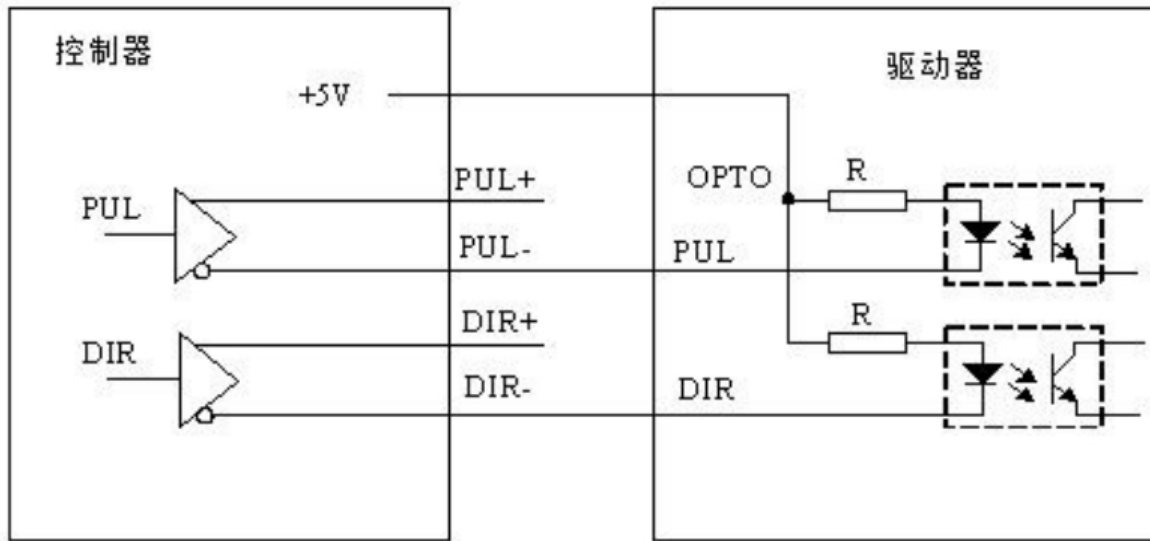 控制器
驱动器
+5V
PUL+
OPTO
R
PUL
PUL-
PUL
DIR+
R
DIR
DIR-
DIR